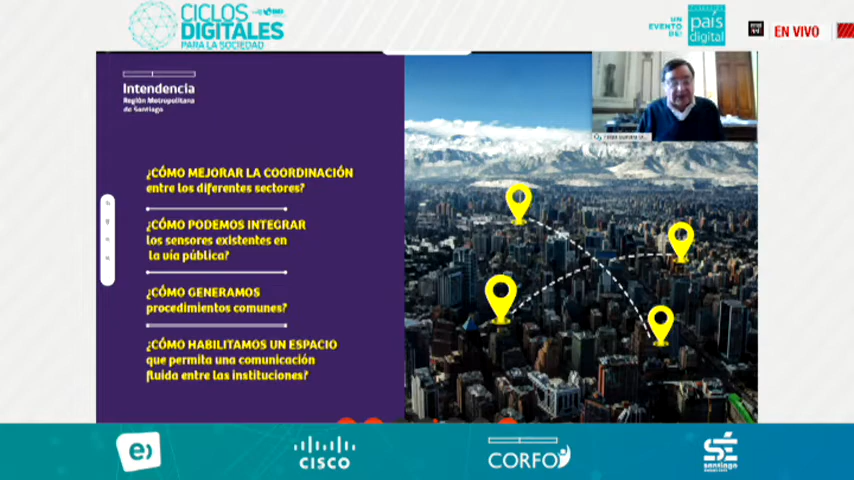 CICLOS
DIGITALES
PARA LA SOCIEDAD
UN
EVENTO
DE:
país
digital
EN VIVO
Intendencia
Región Metropolitana
de Santiago
¿CÓMO MEJORAR LA COORDINACIÓN
entre los diferentes sectores?
¿CÓMO PODEMOS INTEGRAR
los sensores existentes en
la vía pública?
¿CÓMO GENERAMOS
procedimientos comunes?
¿CÓMO HABILITAMOS UN ESPACIO
que permita una comunicación
fluida entre las instituciones?
e)
CISCO
CORFO
SE
santiago